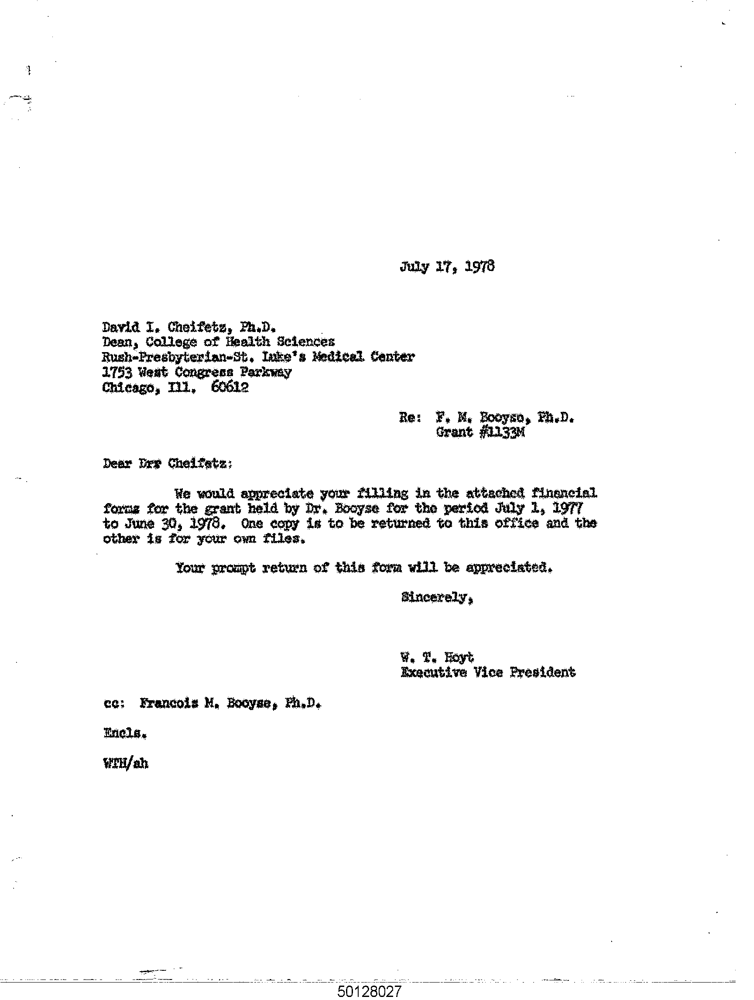 July 17, 1978
David I. Cheifetz, Ph.D.
Dean, College of Health Sciences
Rush-Presbyterian-St. Luke's Medical Center
1753 West Congress Parkway
Chicago, Ill. 60612
Re: F. M. Booyse, Ph.D.
Grant #1133M
Dear Drr Cheifetz:
We would appreciate your filling in the attached financial
forms for the grant held by Dr. Booyse for the period July 1, 1977
to June 30, 1978. One copy is to be returned to this office and the
other is for your own files.
Your prompt return of this form will be appreciated.
Sincerely,
W. T. Hoyt
Executive Vice President
cc: Francois M. Booyse, Ph.D.
Encls.
WTH/ah
50128027